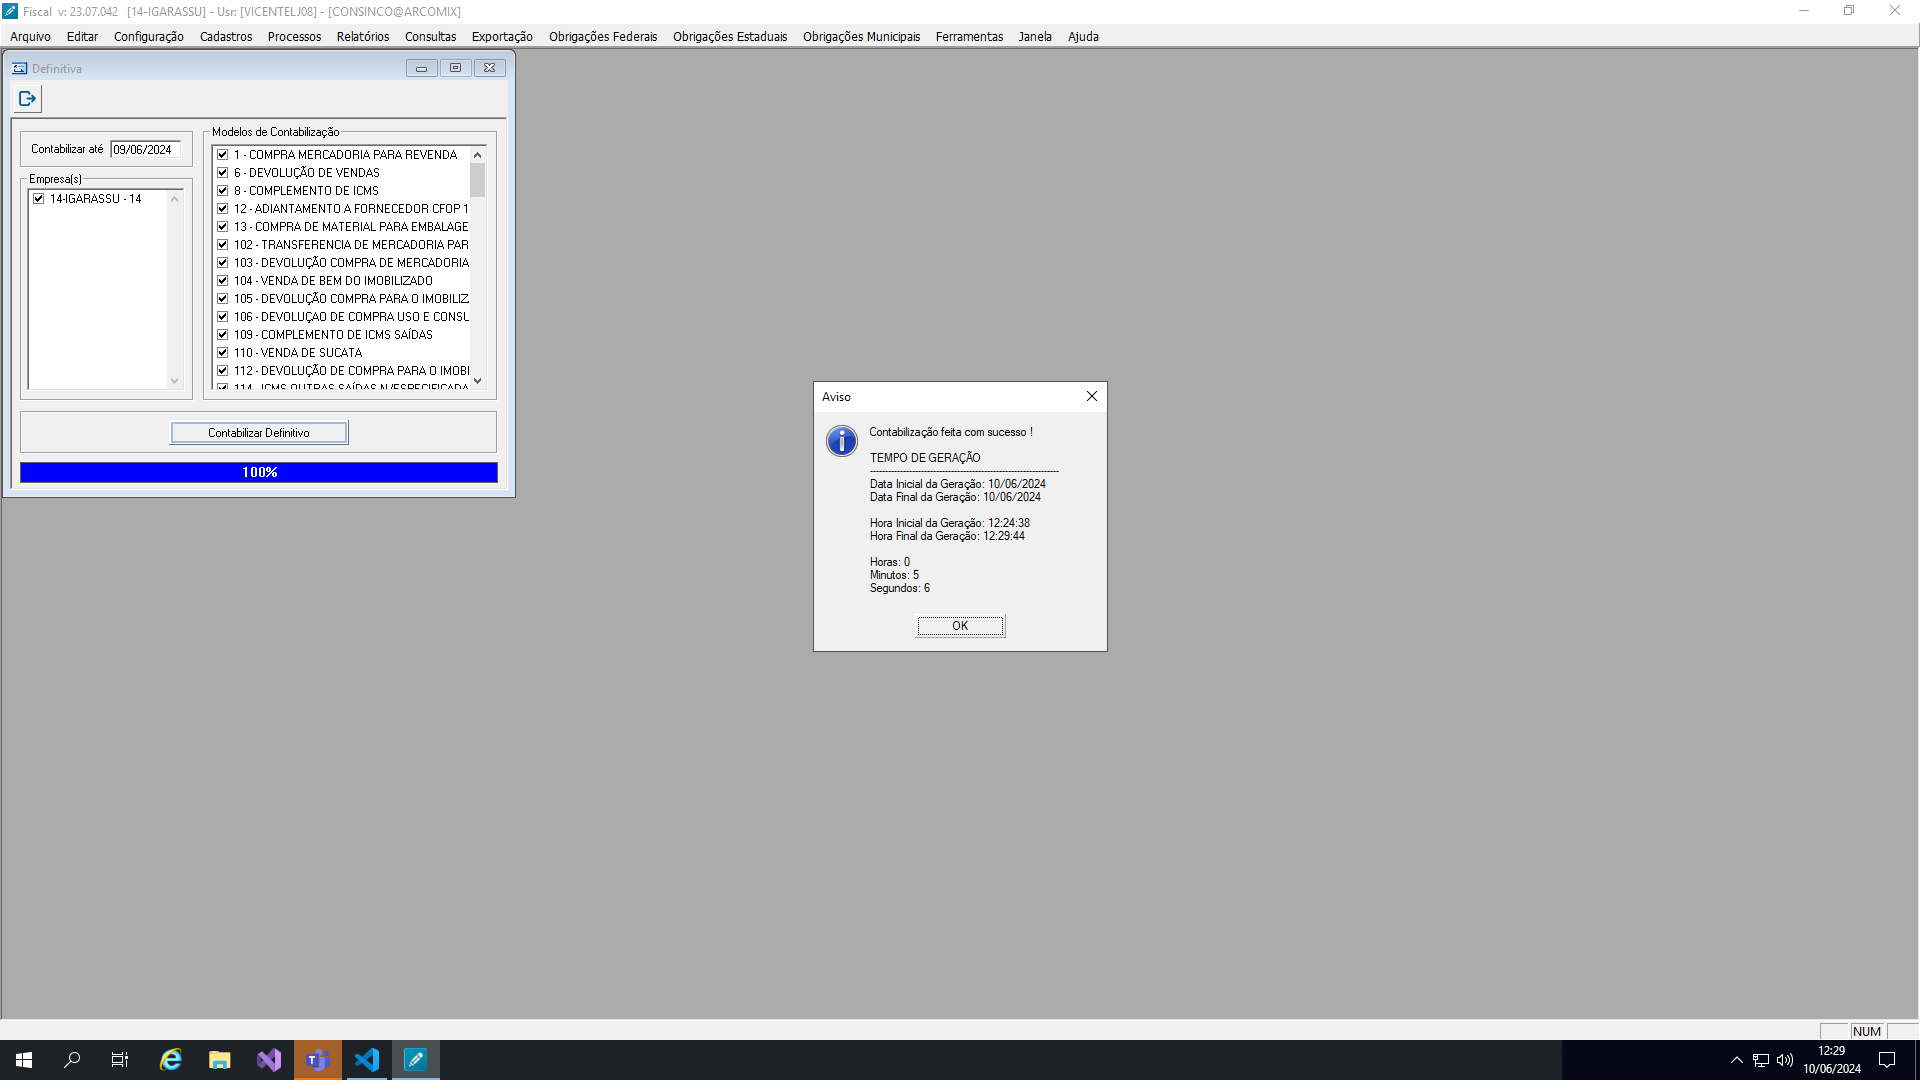 Fiscal v: 23.07.042 [14-IGARASSU] - Usr: [VICENTELJ08] - [CONSINCO@ARCOMIX]
Arquivo Editar Configuração Cadastros Processos Relatórios Consultas Exportação Obrigações Federais Obrigações Estaduais Obrigações Municipais Ferramentas Janela Ajuda
Definitiva
Contabilizar até 09/06/2024
Empresa(s)
14-IGARASSU - 14
Modelos de Contabilização
1 - COMPRA MERCADORIA PARA REVENDA
6 - DEVOLUÇÃO DE VENDAS
8 - COMPLEMENTO DE ICMS
12 - ADIANTAMENTO A FORNECEDOR CFOP 1
13 - COMPRA DE MATERIAL PARA EMBALAGE
102 - TRANSFERENCIA DE MERCADORIA PAR
103 - DEVOLUÇÃO COMPRA DE MERCADORIA
104 - VENDA DE BEM DO IMOBILIZADO
105 - DEVOLUÇÃO COMPRA PARA O IMOBILIZ
106 - DEVOLUÇAO DE COMPRA USO E CONSU
109 - COMPLEMENTO DE ICMS SAÍDAS
110 - VENDA DE SUCATA
112 - DEVOLUÇÃO DE COMPRA PARA O IMOBI
114 - ICMS OUTRAS SAÍDAS N/ESPECIFICADA
Contabilizar Definitivo
100%
Aviso
Contabilização feita com sucesso !
TEMPO DE GERAÇÃO
---------------------------------------------------------------
Data Inicial da Geração: 10/06/2024
Data Final da Geração: 10/06/2024
Hora Inicial da Geração: 12:24:38
Hora Final da Geração: 12:29:44
Horas: 0
Minutos: 5
Segundos: 6
OK
NUM
12:29
10/06/2024